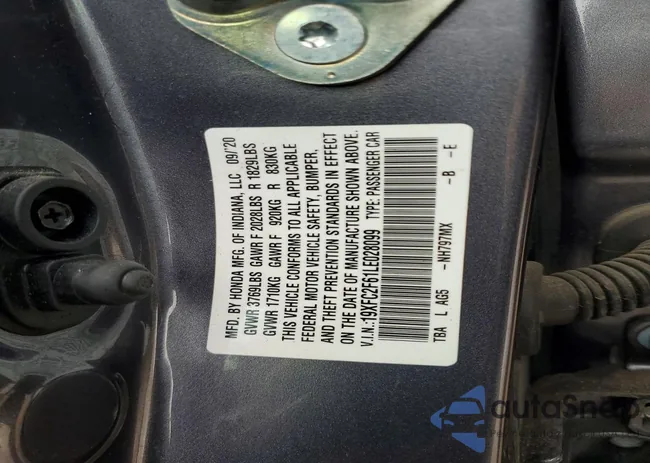 MFD. BY HONDA MFG. OF INDIANA, LLC 09/'20
GVWR 3769LBS GAWR F 2028LBS R 1829LBS
GVWR 1710KG GAWR F 920KG R 830KG
THIS VEHICLE CONFORMS TO ALL APPLICABLE
FEDERAL MOTOR VEHICLE SAFETY, BUMPER,
AND THEFT PREVENTION STANDARDS IN EFFECT
ON THE DATE OF MANUFACTURE SHOWN ABOVE.
V.I.N.:19XFC2F61LE028099 TYPE: PASSENGER CAR
TBA L AG5 -NH797MX -B -E
autoSnap